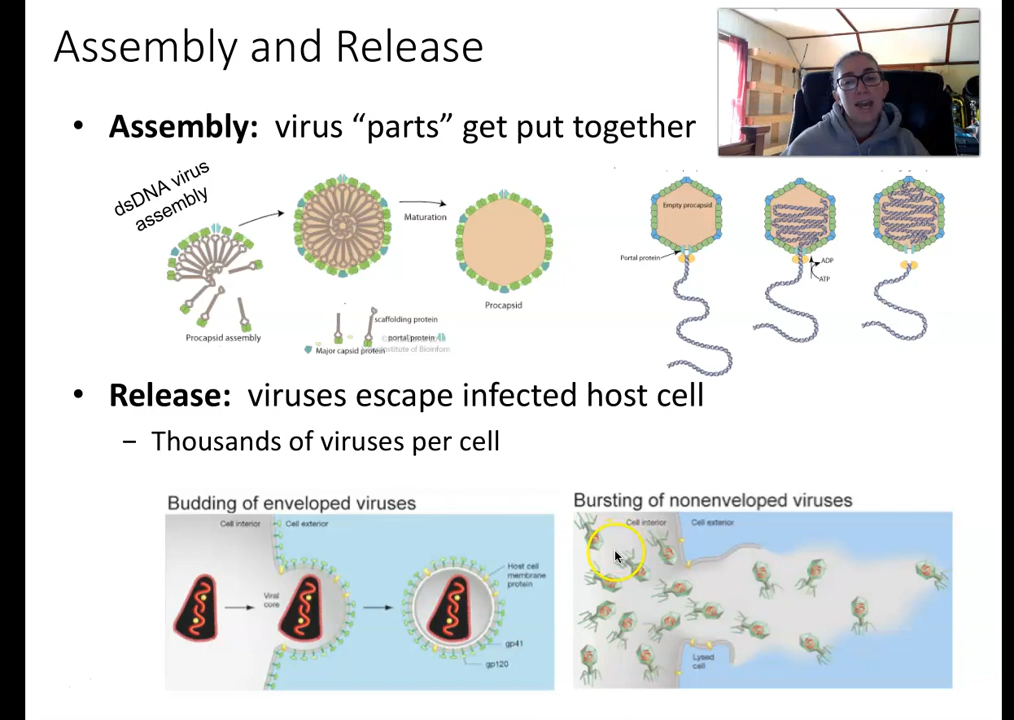 Assembly and Release
• Assembly: virus “parts” get put together
dsDNA virus
assembly
Maturation
Procapsid assembly
Procapsid
scaffolding protein
portal protein
Major capsid protein
Empty procapsid
Portal protein
ADP
ATP
• Release: viruses escape infected host cell
– Thousands of viruses per cell
Budding of enveloped viruses
Cell interior
Cell exterior
Viral
core
Host cell
membrane
protein
gp41
gp120
Bursting of nonenveloped viruses
Cell interior
Cell exterior
Lysed
cell